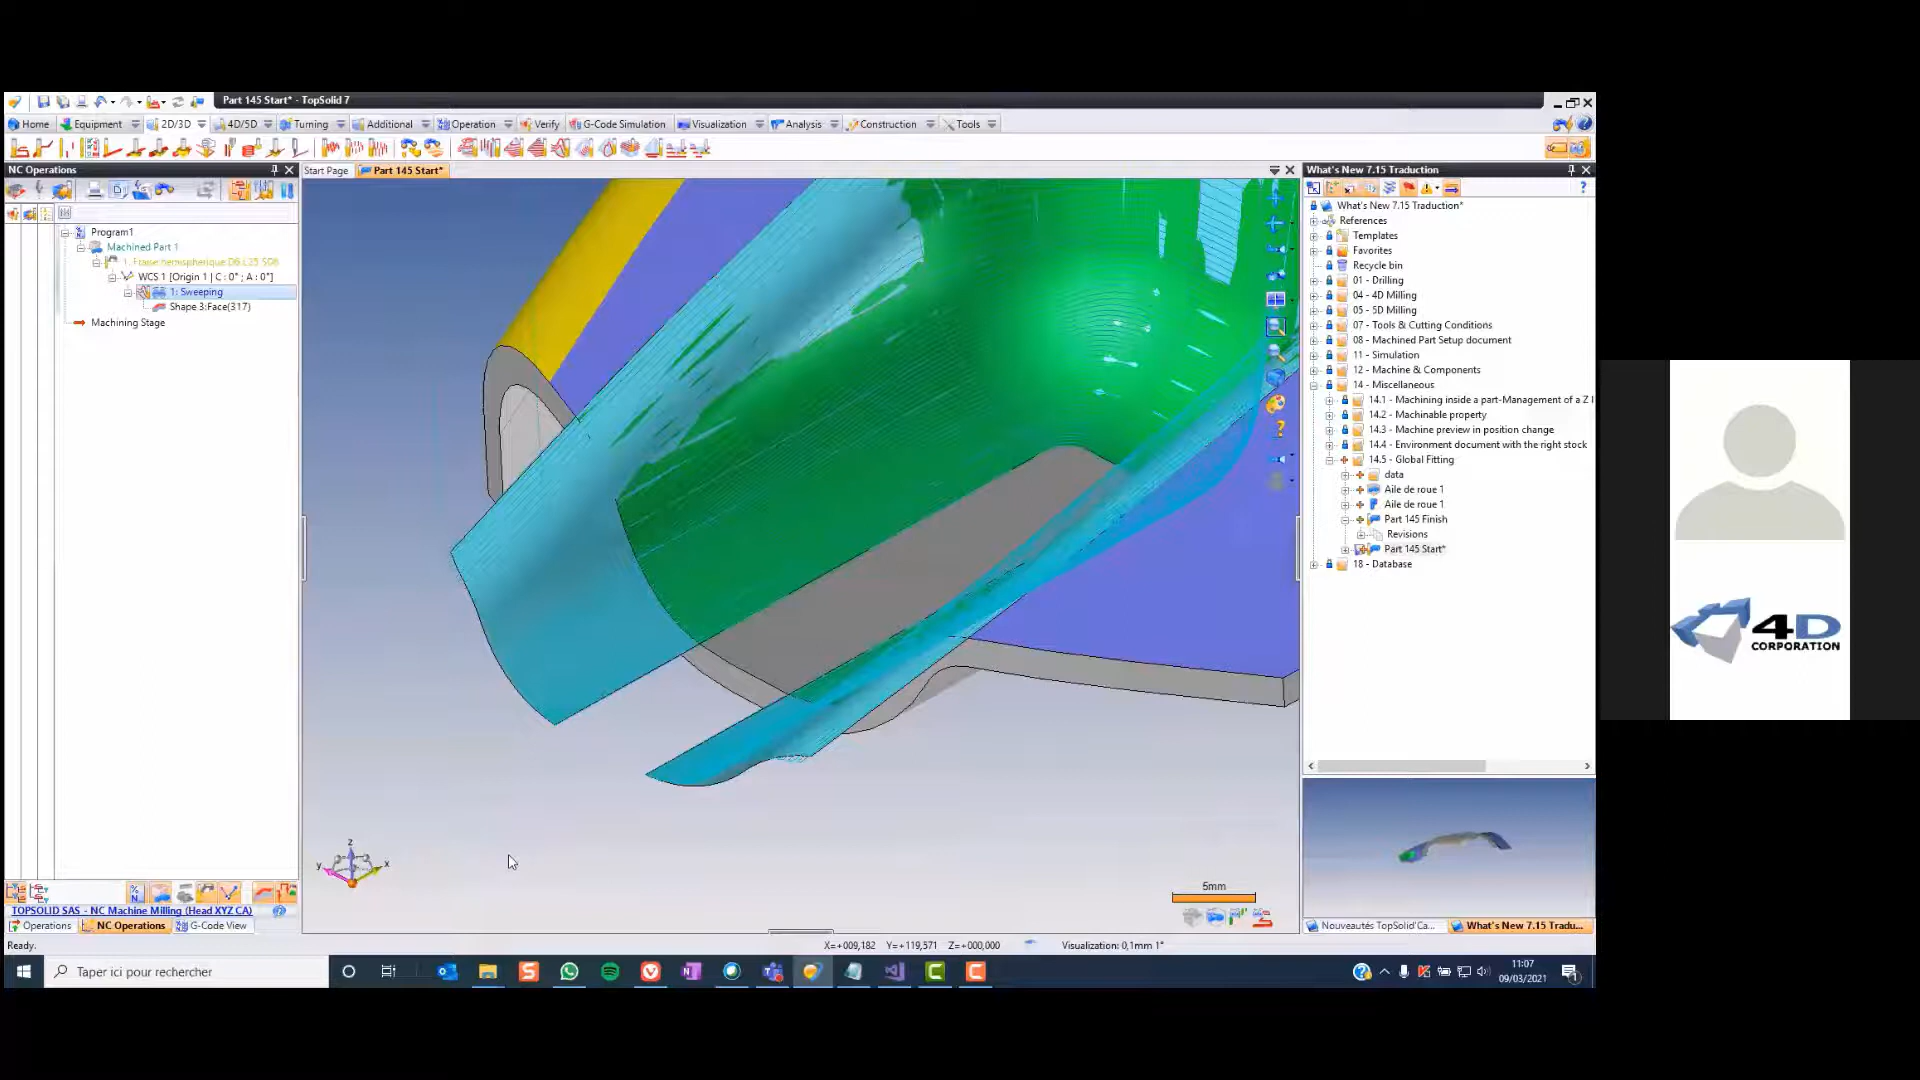 Part 145 Start* - TopSolid 7
Home Equipment 2D/3D 4D/5D Turning Additional Operation Verify G-Code Simulation Visualization Analysis Construction Tools
NC Operations
Start Page Part 145 Start*
What's New 7.15 Traduction
Program1
Machined Part 1
1: Fraise hémisphérique D6 L25 SD6
WCS 1 [Origin 1 | C : 0° ; A : 0°]
1: Sweeping
Shape 3:Face(317)
Machining Stage
What's New 7.15 Traduction*
References
Templates
Favorites
Recycle bin
01 - Drilling
04 - 4D Milling
05 - 5D Milling
07 - Tools & Cutting Conditions
08 - Machined Part Setup document
11 - Simulation
12 - Machine & Components
14 - Miscellaneous
14.1 - Machining inside a part-Management of a Z l
14.2 - Machinable property
14.3 - Machine preview in position change
14.4 - Environment document with the right stock
14.5 - Global Fitting
data
Aile de roue 1
Aile de roue 1
Part 145 Finish
Revisions
Part 145 Start*
18 - Database
4D
CORPORATION
z
y
x
5mm
TOPSOLID SAS - NC Machine Milling (Head XYZ CA)
Operations NC Operations G-Code View
Nouveautés TopSolid'Ca... What's New 7.15 Tradu...
Ready.
X=+009,182 Y=+119,571 Z=+000,000 Visualization: 0,1mm 1°
Taper ici pour rechercher
11:07
09/03/2021